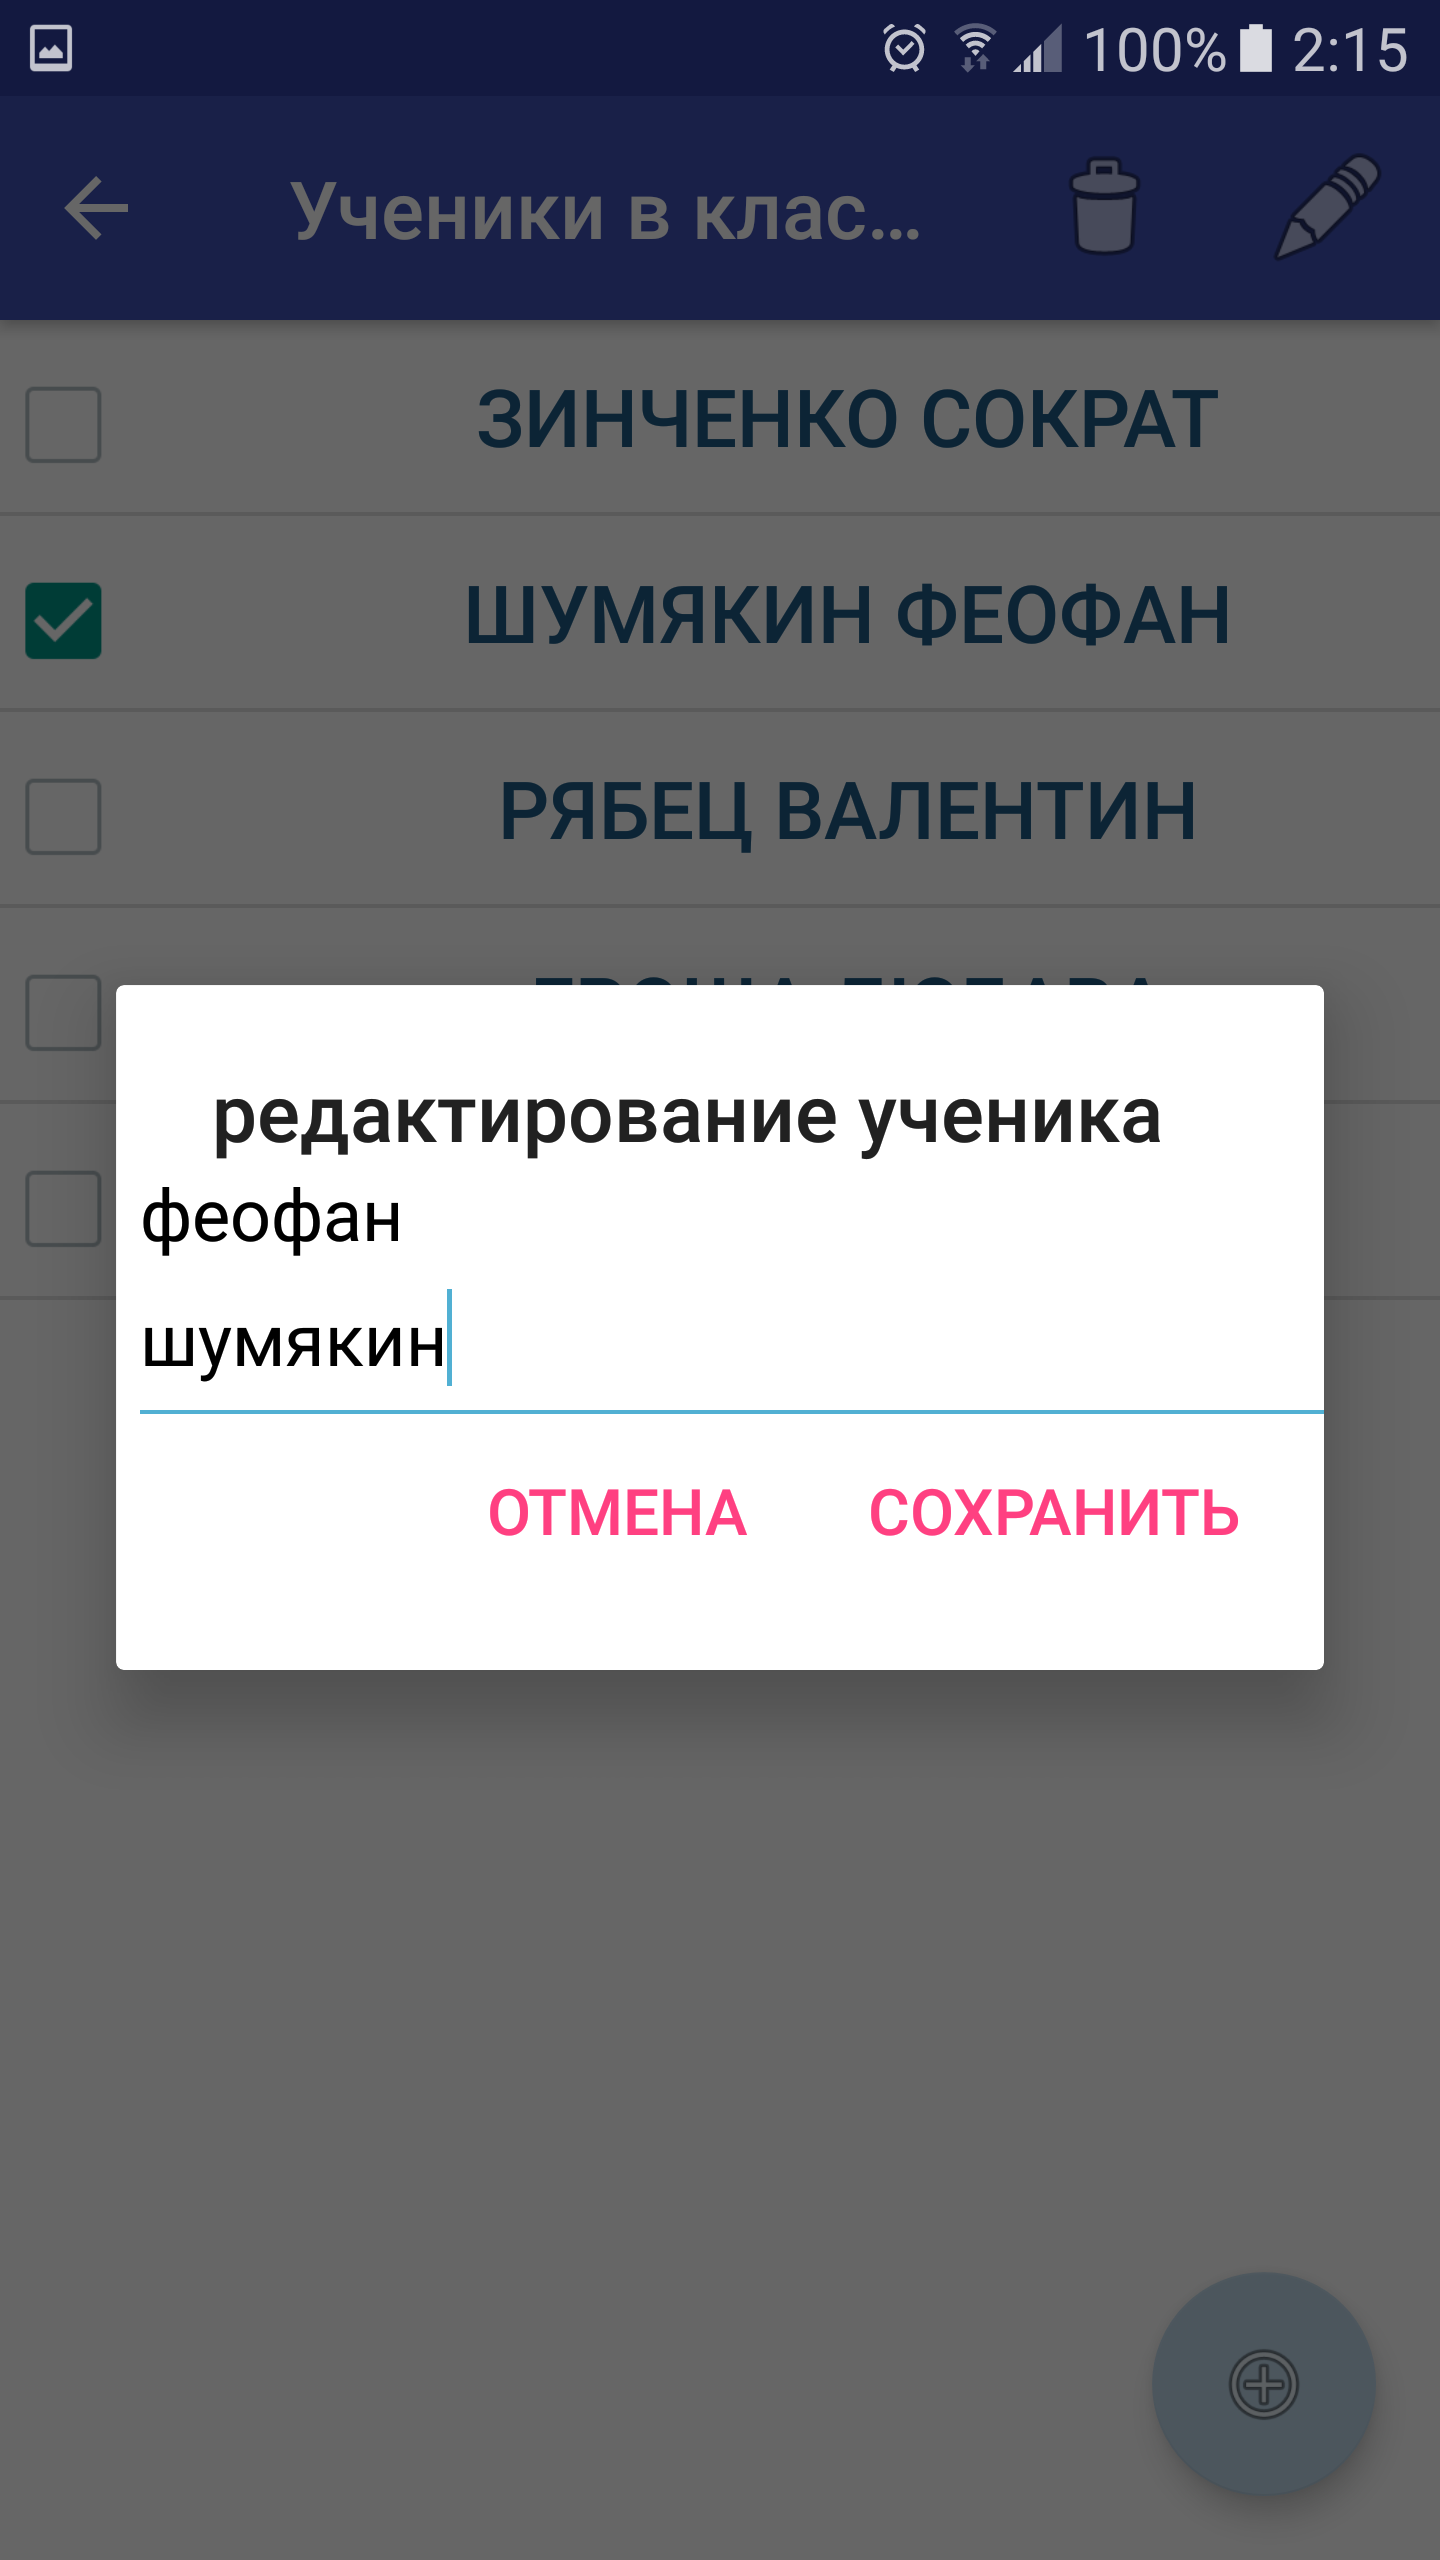 100% 2:15
Ученики в клас...
ЗИНЧЕНКО СОКРАТ
ШУМЯКИН ФЕОФАН
РЯБЕЦ ВАЛЕНТИН
редактирование ученика
феофан
шумякин
ОТМЕНА СОХРАНИТЬ